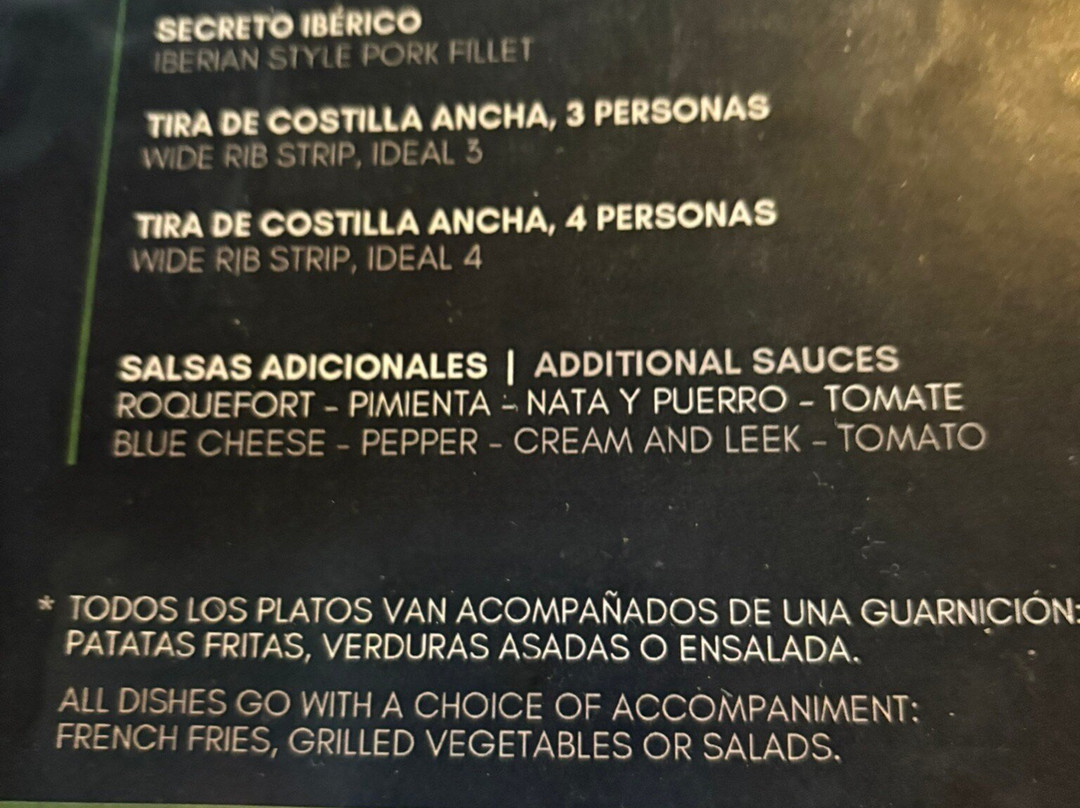 SECRETO IBÉRICO
IBERIAN STYLE PORK FILLET
TIRA DE COSTILLA ANCHA, 3 PERSONAS
WIDE RIB STRIP, IDEAL 3
TIRA DE COSTILLA ANCHA, 4 PERSONAS
WIDE RIB STRIP, IDEAL 4
SALSAS ADICIONALES | ADDITIONAL SAUCES
ROQUEFORT - PIMIENTA - NATA Y PUERRO - TOMATE
BLUE CHEESE - PEPPER - CREAM AND LEEK - TOMATO
* TODOS LOS PLATOS VAN ACOMPAÑADOS DE UNA GUARNICIÓN:
PATATAS FRITAS, VERDURAS ASADAS O ENSALADA.
ALL DISHES GO WITH A CHOICE OF ACCOMPANIMENT:
FRENCH FRIES, GRILLED VEGETABLES OR SALADS.